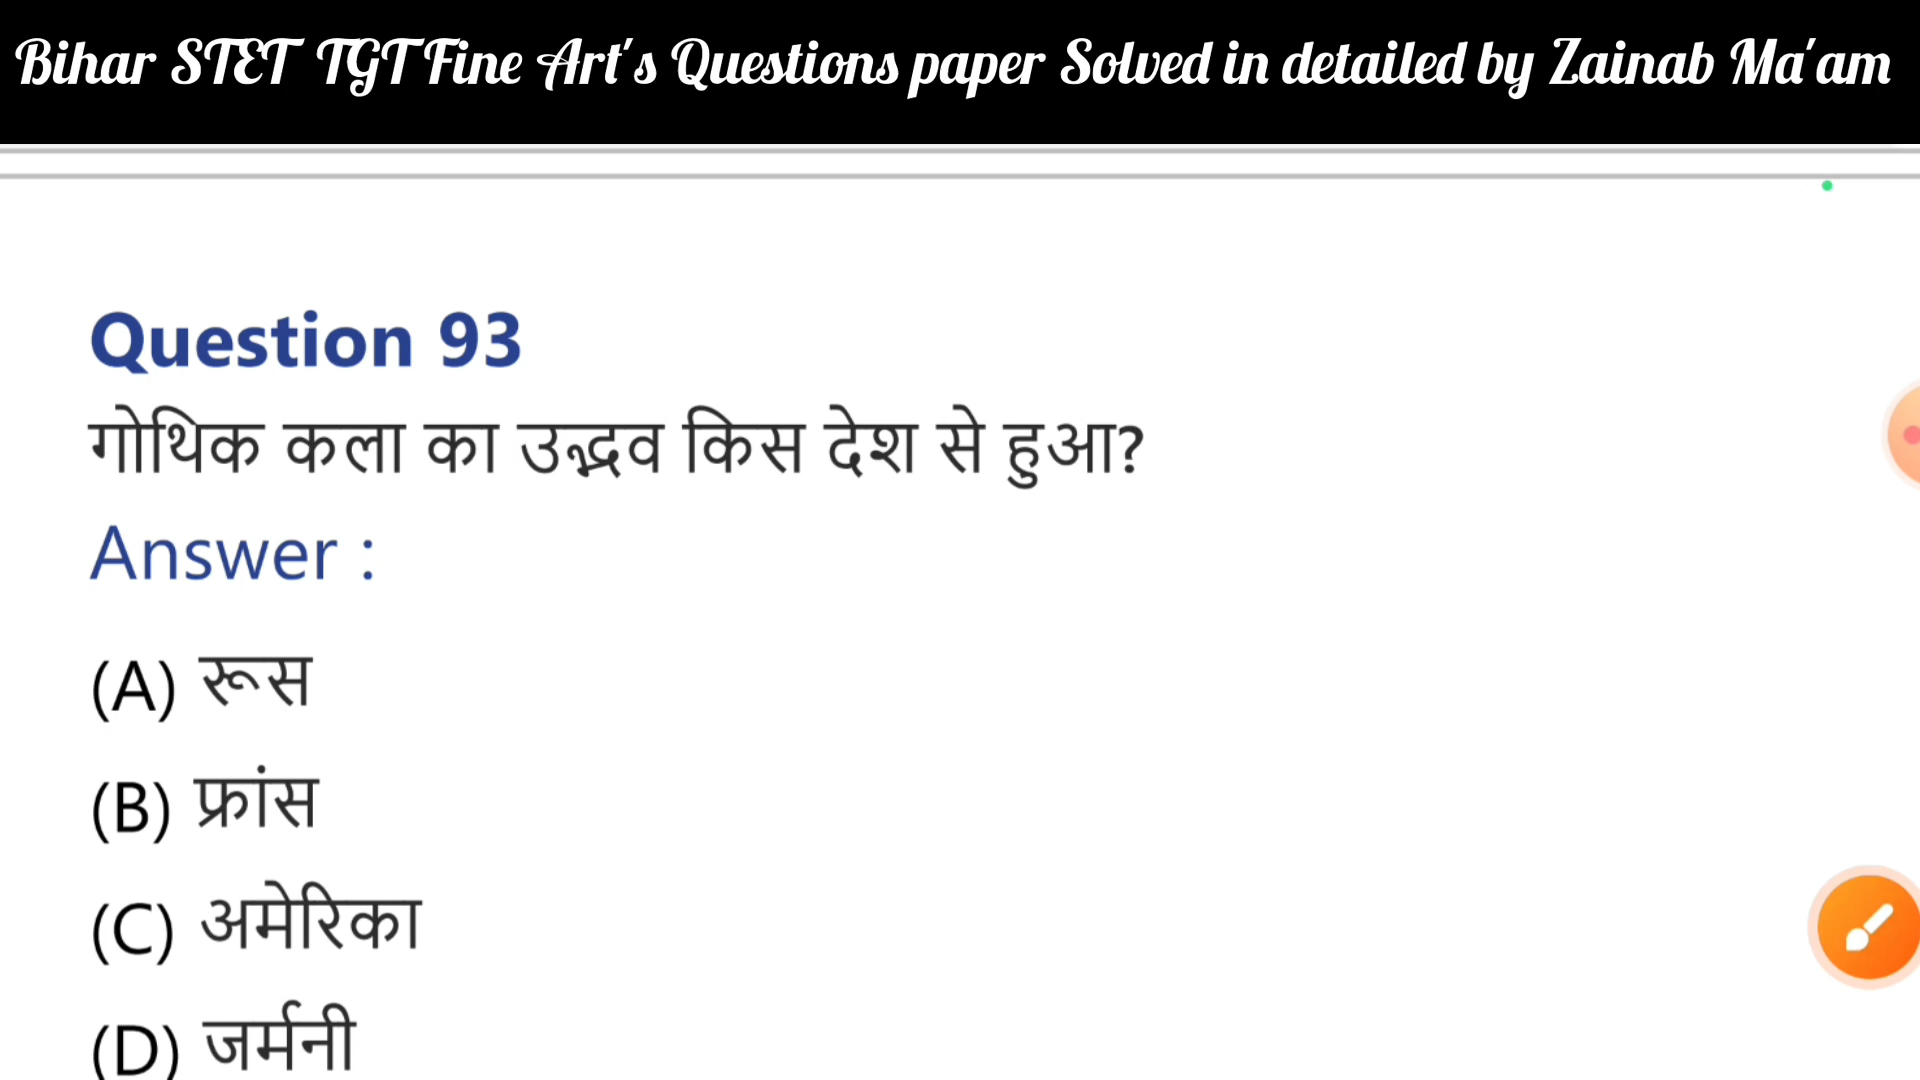 Bihar STET TGT Fine Art's Questions paper Solved in detailed by Zainab Ma'am
Question 93
गोथिक कला का उद्भव किस देश से हुआ?
Answer :
(A) रूस
(B) फ्रांस
(C) अमेरिका
(D) जर्मनी